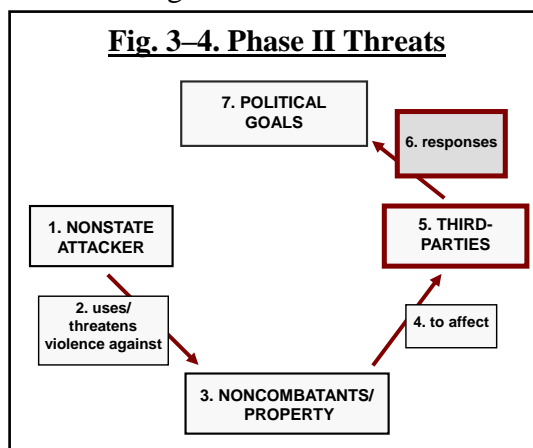 Fig. 3–4. Phase II Threats
7. POLITICAL
GOALS
6. responses
1. NONSTATE
ATTACKER
5. THIRD-
PARTIES
2. uses/
threatens
violence against
4. to affect
3. NONCOMBATANTS/
PROPERTY